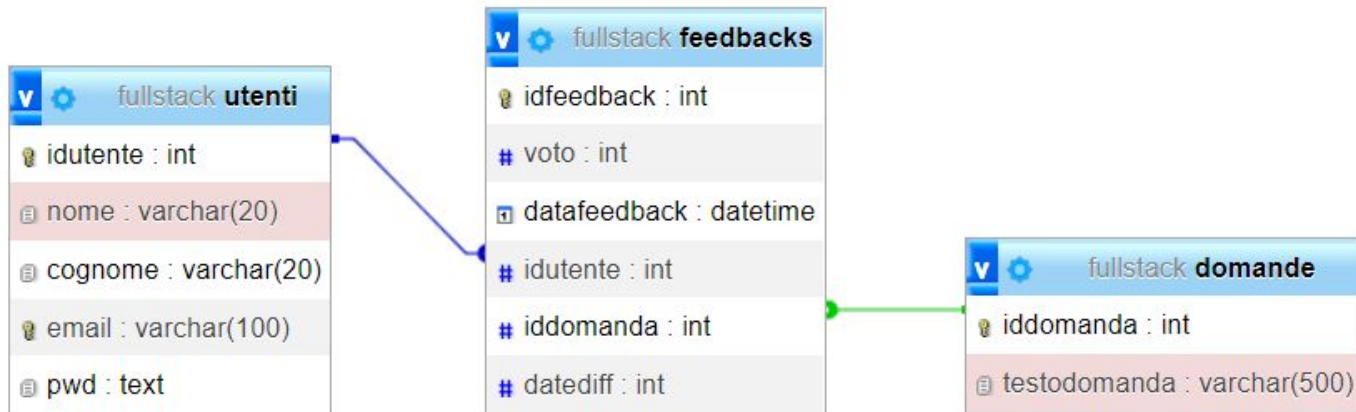 v fullstack utenti
idutente : int
nome : varchar(20)
cognome : varchar(20)
email : varchar(100)
pwd : text
v fullstack feedbacks
idfeedback : int
# voto : int
datafeedback : datetime
# idutente : int
# iddomanda : int
# datediff : int
v fullstack domande
iddomanda : int
testodomanda : varchar(500)